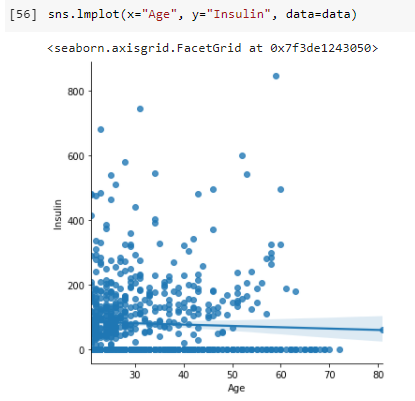 [56] sns.lmplot(x="Age", y="Insulin", data=data)
<seaborn.axisgrid.FacetGrid at 0x7f3de1243050>
800
600
Insulin
400
200
0
30 40 50 60 70 80
Age